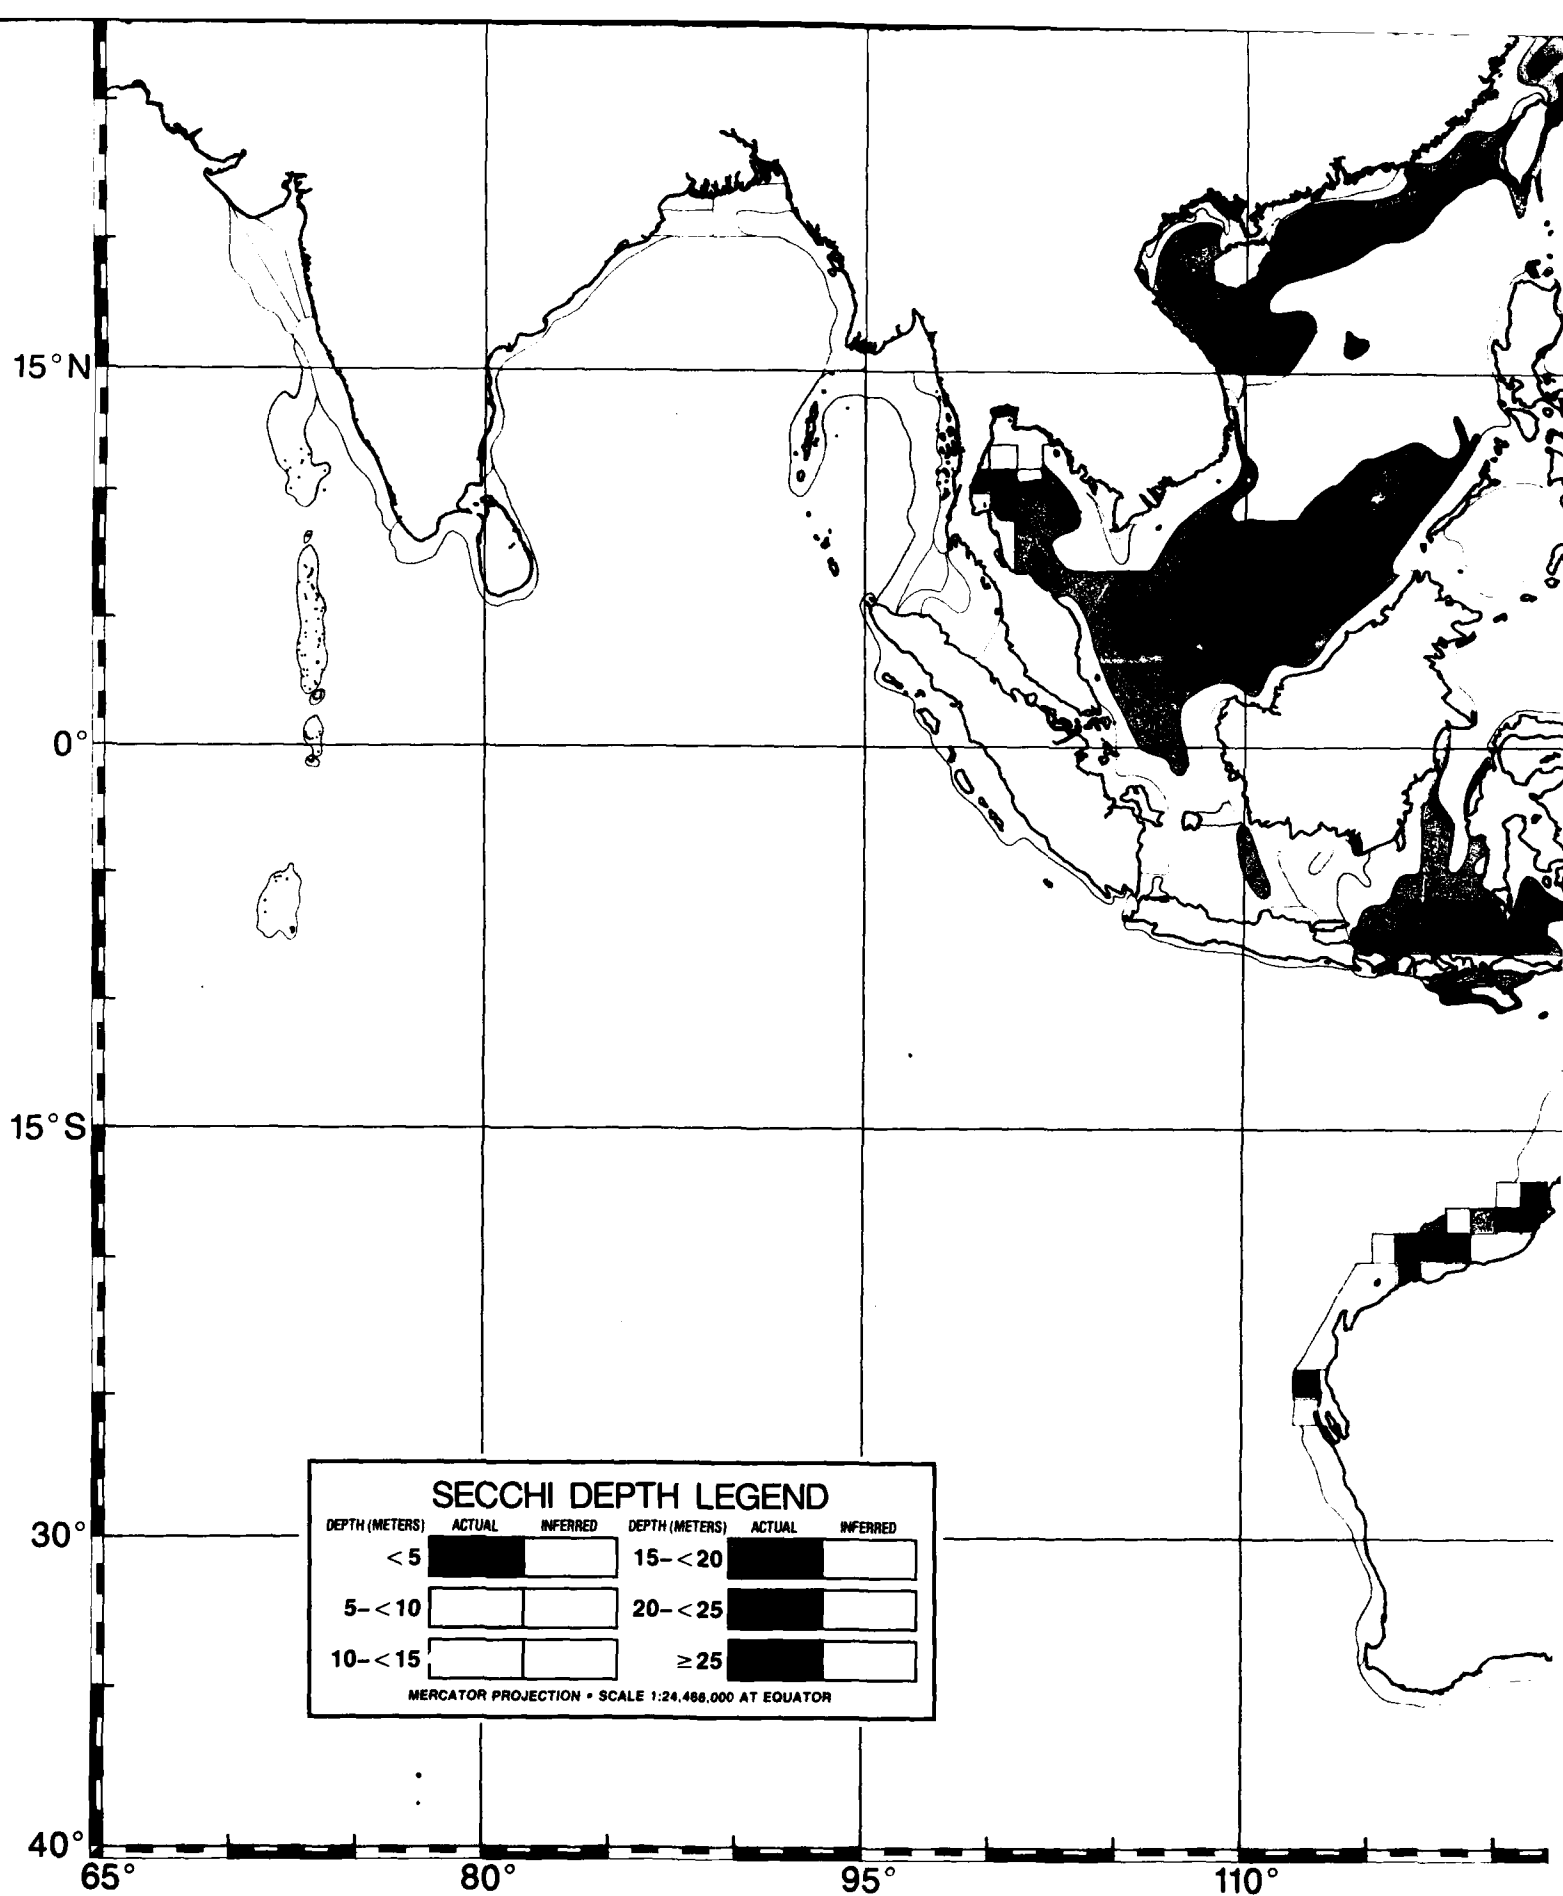 15°N
0°
15°S
SECCHI DEPTH LEGEND
DEPTH (METERS) ACTUAL INFERRED DEPTH (METERS) ACTUAL INFERRED
<5 15-<20
5-<10 20-<25
10-<15 ≥25
MERCATOR PROJECTION • SCALE 1:24,468,000 AT EQUATOR
30°
40°
65° 80° 95° 110°